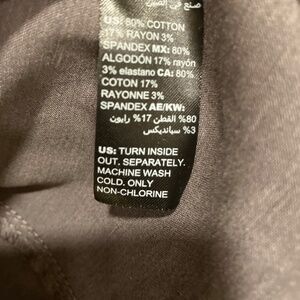 صنع في الصين
US: 80% COTTON
17% RAYON 3%
SPANDEX MX: 80%
ALGODÓN 17% rayón
3% elastano CA: 80%
COTON 17%
RAYONNE 3%
SPANDEX AE/KW:
80% القطن 17% رايون
3% سبانديكس
US: TURN INSIDE
OUT. SEPARATELY.
MACHINE WASH
COLD. ONLY
NON-CHLORINE